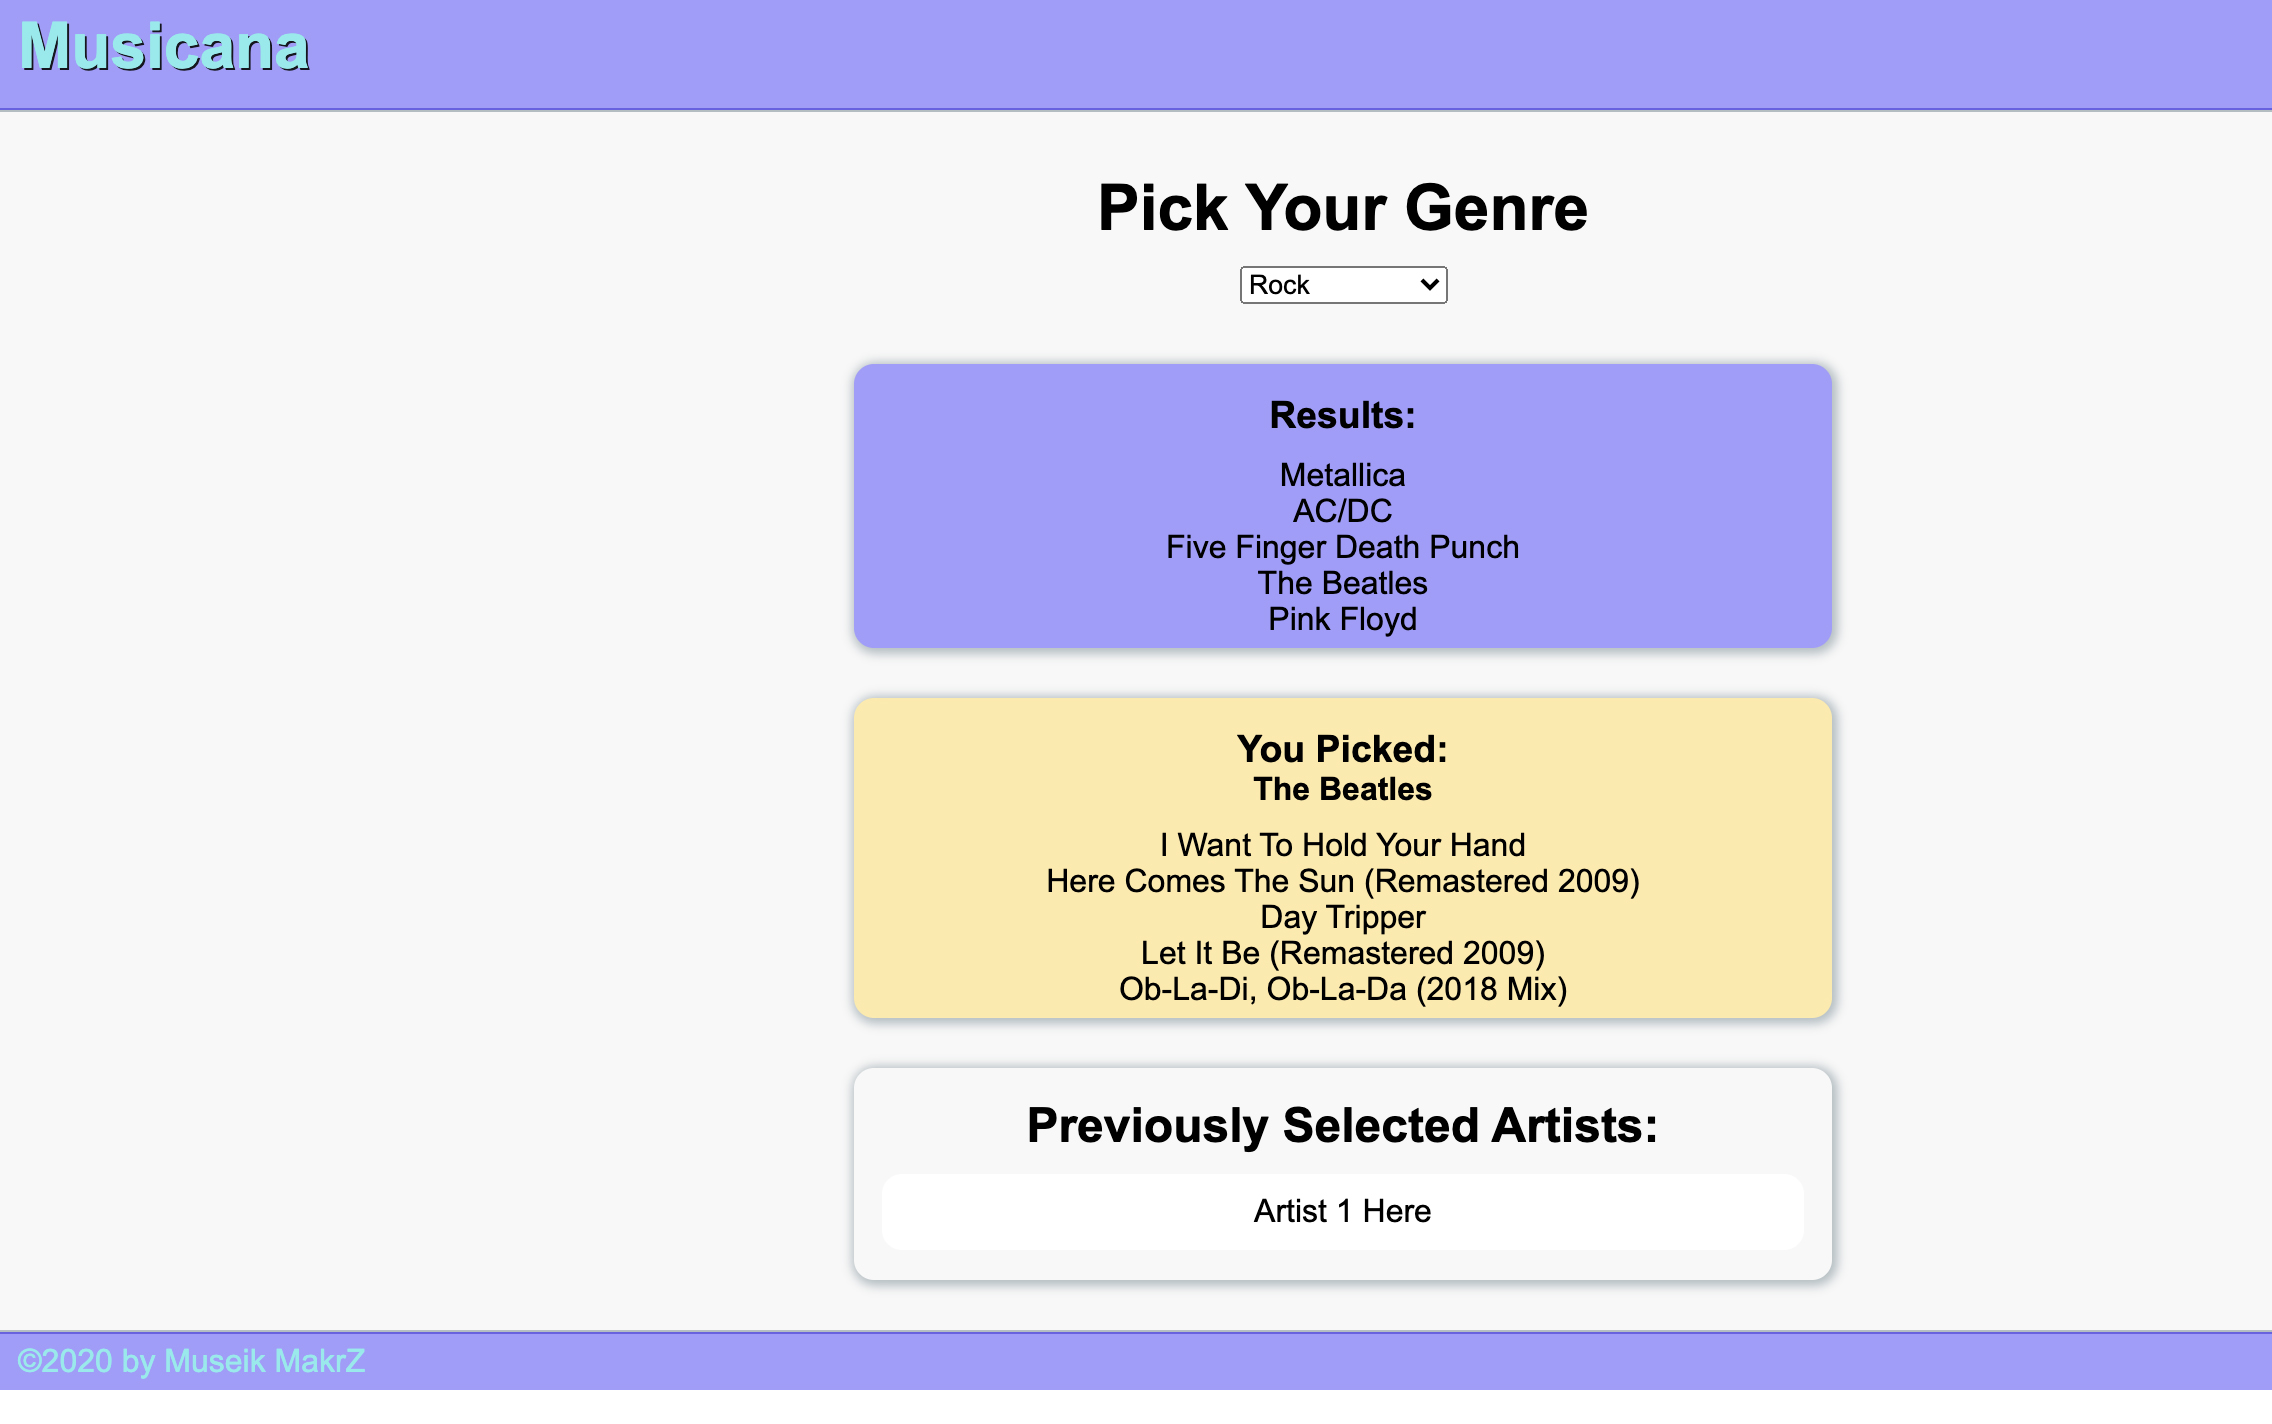 Musicana
Pick Your Genre
Rock
Results:
Metallica
AC/DC
Five Finger Death Punch
The Beatles
Pink Floyd
You Picked:
The Beatles
I Want To Hold Your Hand
Here Comes The Sun (Remastered 2009)
Day Tripper
Let It Be (Remastered 2009)
Ob-La-Di, Ob-La-Da (2018 Mix)
Previously Selected Artists:
Artist 1 Here
©2020 by Museik MakrZ